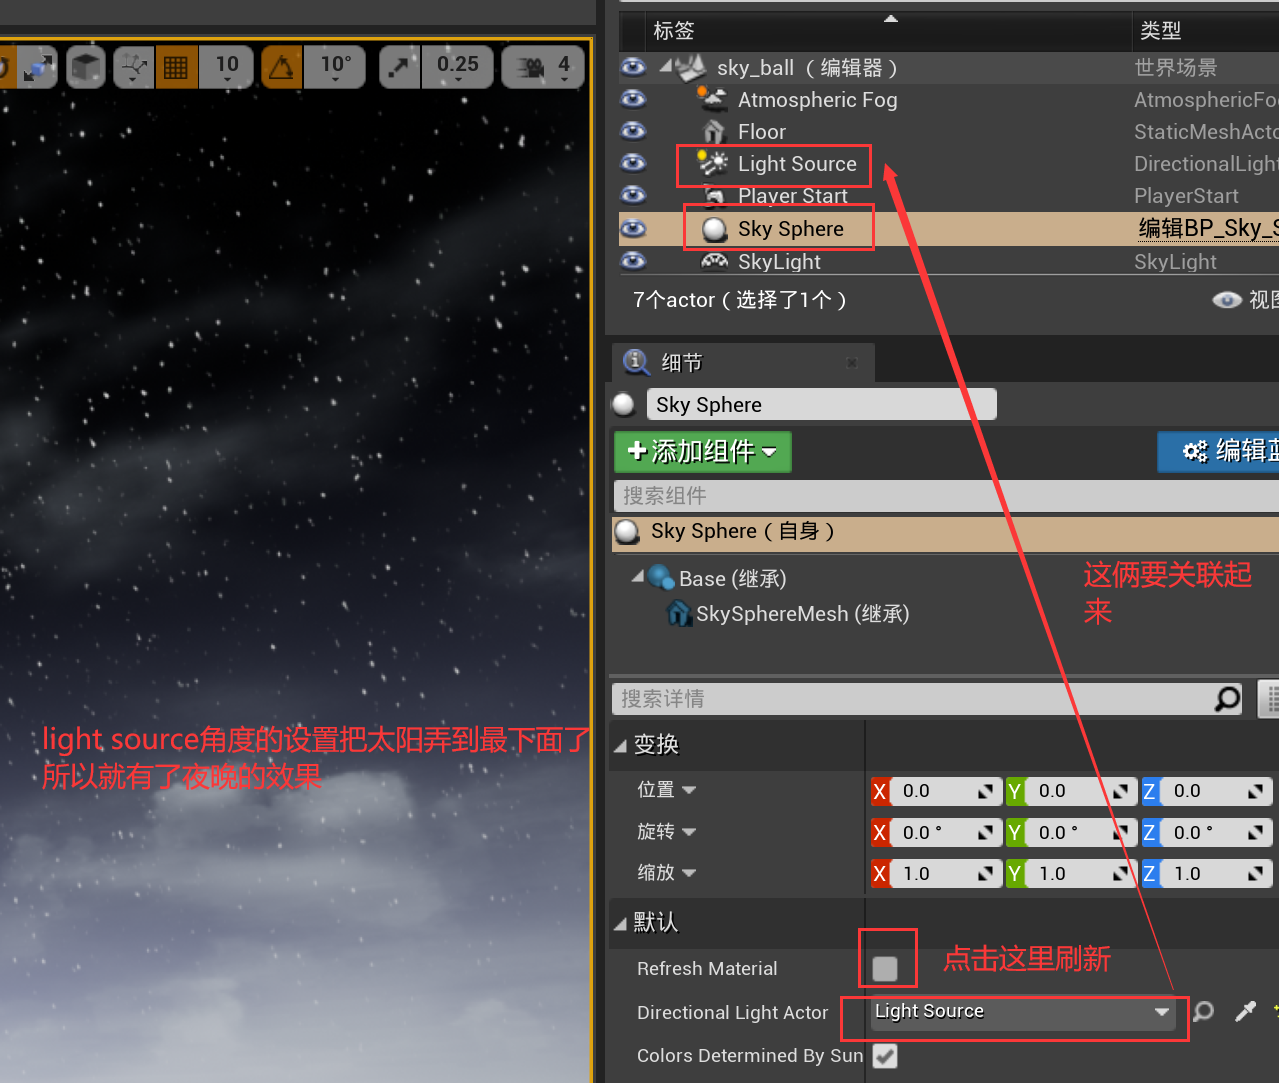 标签 类型
10 10° 0.25 4
sky_ball （编辑器） 世界场景
Atmospheric Fog AtmosphericFo
Floor StaticMeshActo
Light Source DirectionalLight
Player Start PlayerStart
Sky Sphere 编辑BP_Sky_S
SkyLight SkyLight
7个actor（选择了1个） 视图
细节
Sky Sphere
添加组件 编辑蓝
搜索组件
Sky Sphere（自身）
Base (继承)
SkySphereMesh (继承)
这俩要关联起
来
搜索详情
light source角度的设置把太阳弄到最下面了
所以就有了夜晚的效果
变换
位置 X 0.0 Y 0.0 Z 0.0
旋转 X 0.0 ° Y 0.0 ° Z 0.0 °
缩放 X 1.0 Y 1.0 Z 1.0
默认
Refresh Material 点击这里刷新
Directional Light Actor Light Source
Colors Determined By Sun